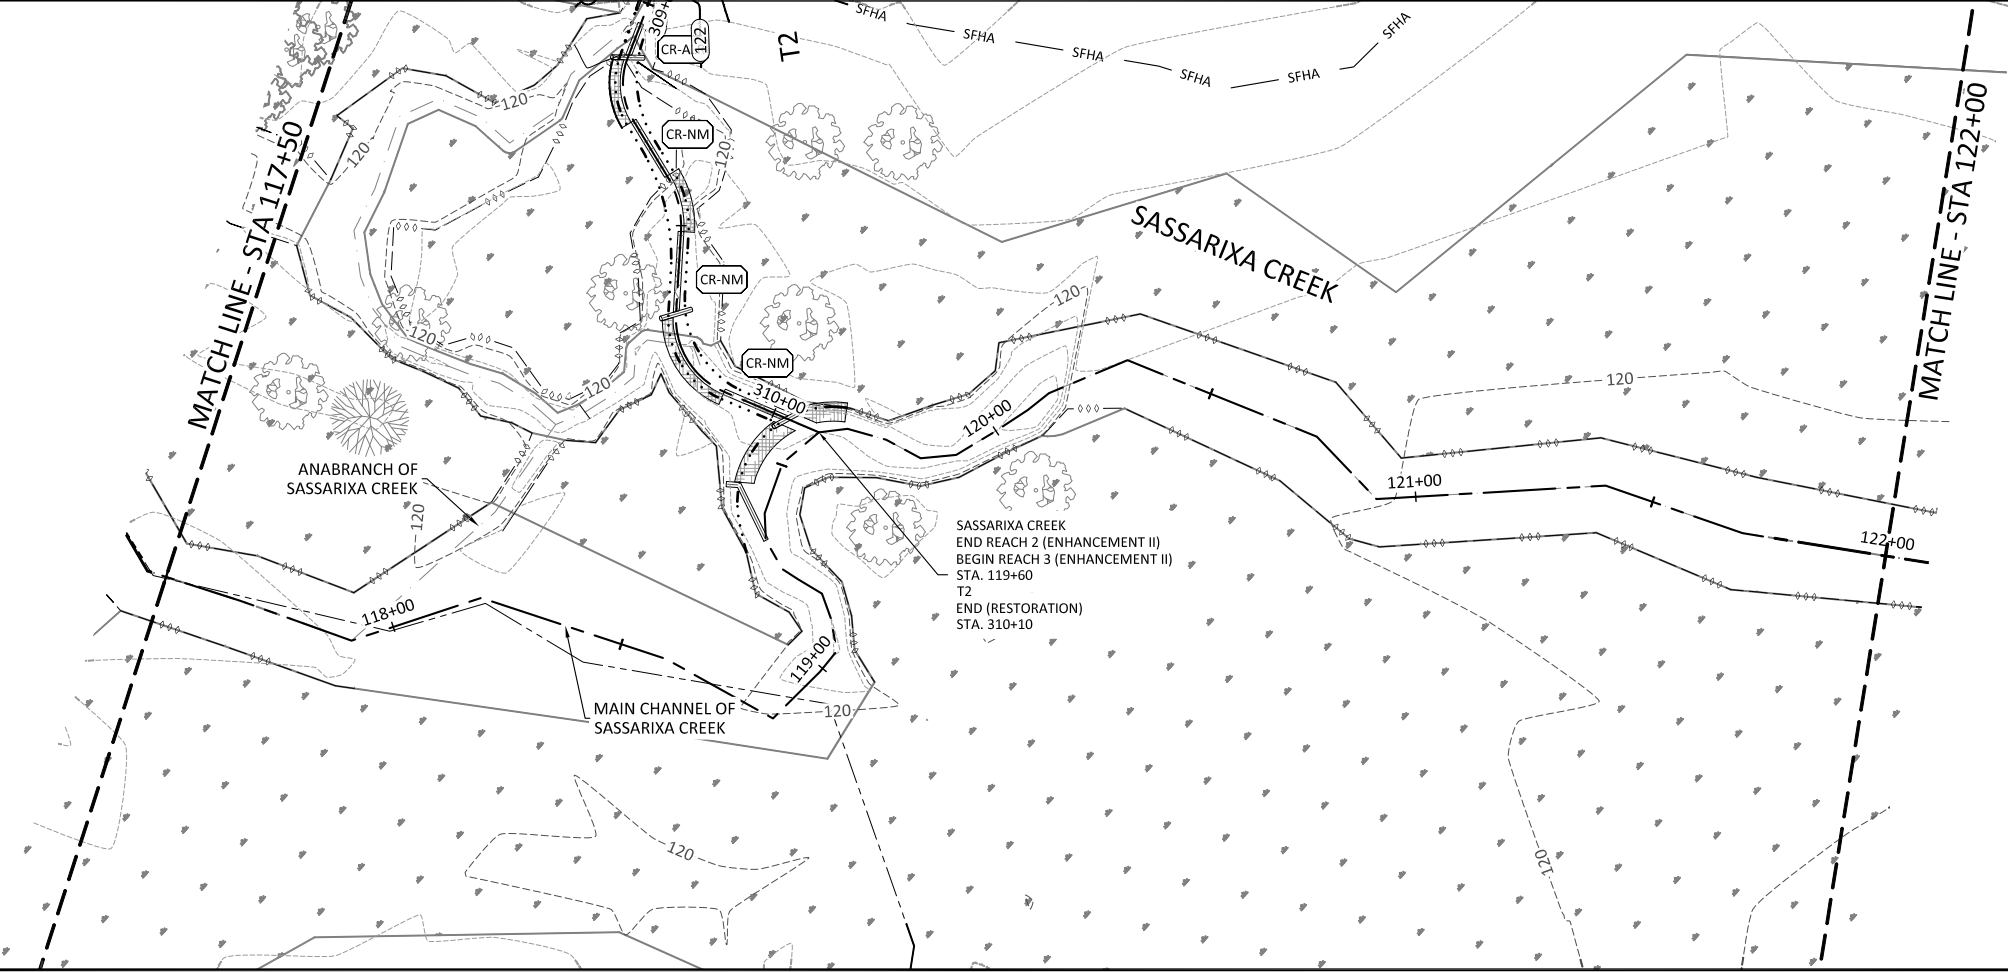 SFHA
SFHA
SFHA
SFHA
SFHA
SFHA
309+
CR-A
122
T2
120
120
CR-NM
120
MATCH LINE - STA 117+50
MATCH LINE - STA 122+00
SASSARIXA CREEK
CR-NM
120
120
CR-NM
120
310+00
120+00
120
121+00
122+00
ANABRANCH OF
SASSARIXA CREEK
120
SASSARIXA CREEK
END REACH 2 (ENHANCEMENT II)
BEGIN REACH 3 (ENHANCEMENT II)
STA. 119+60
T2
END (RESTORATION)
STA. 310+10
118+00
119+00
MAIN CHANNEL OF
SASSARIXA CREEK
120
120
120